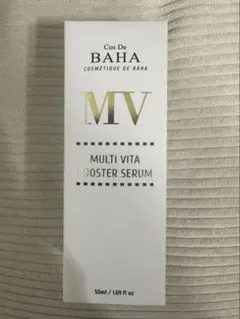 Cos De
BAHA
COSMÉTIQUE DE BAHA
MV
MULTI VITA
BOOSTER SERUM
50ml / 1.69 fl oz